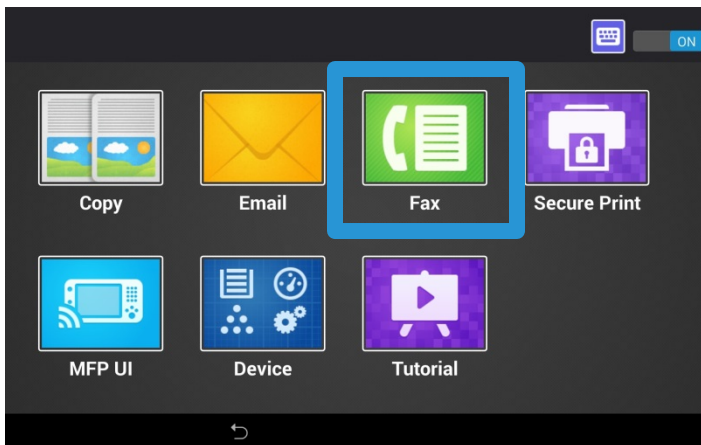 ON
Copy
Email
Fax
Secure Print
MFP UI
Device
Tutorial